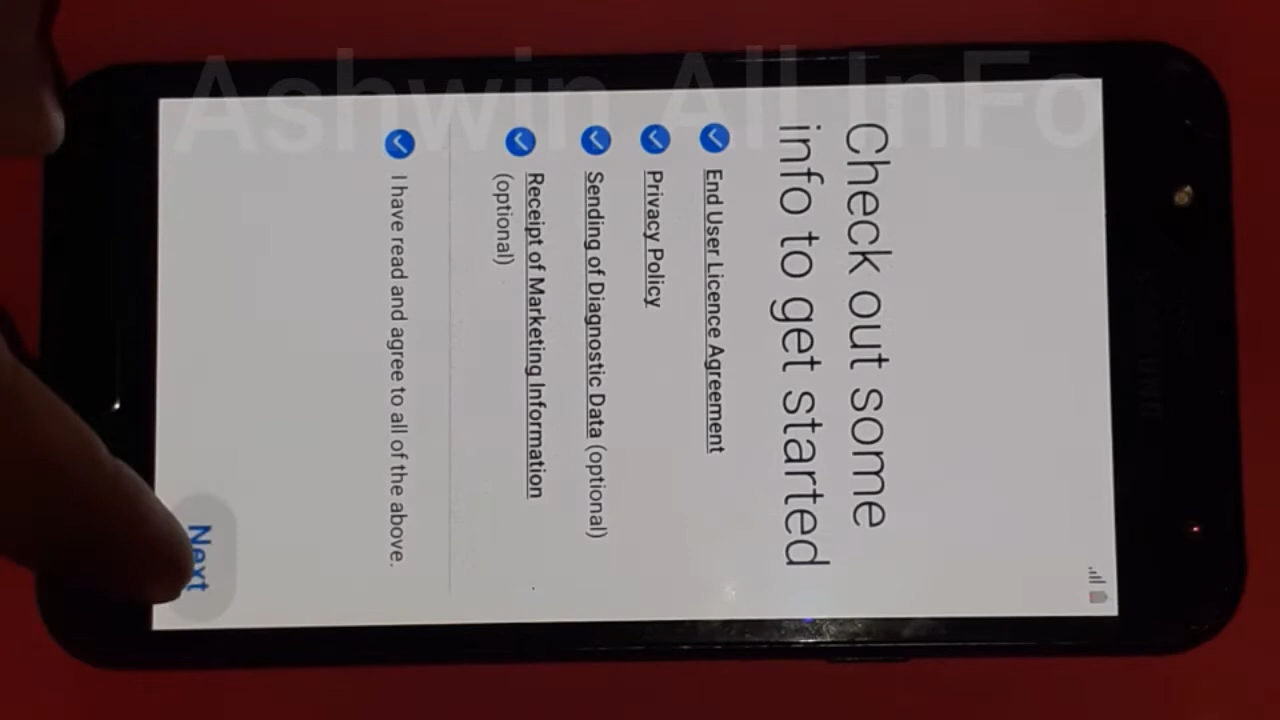 Ashwin All InFo
Check out some
info to get started
End User Licence Agreement
Privacy Policy
Sending of Diagnostic Data (optional)
Receipt of Marketing Information
(optional)
I have read and agree to all of the above.
Next